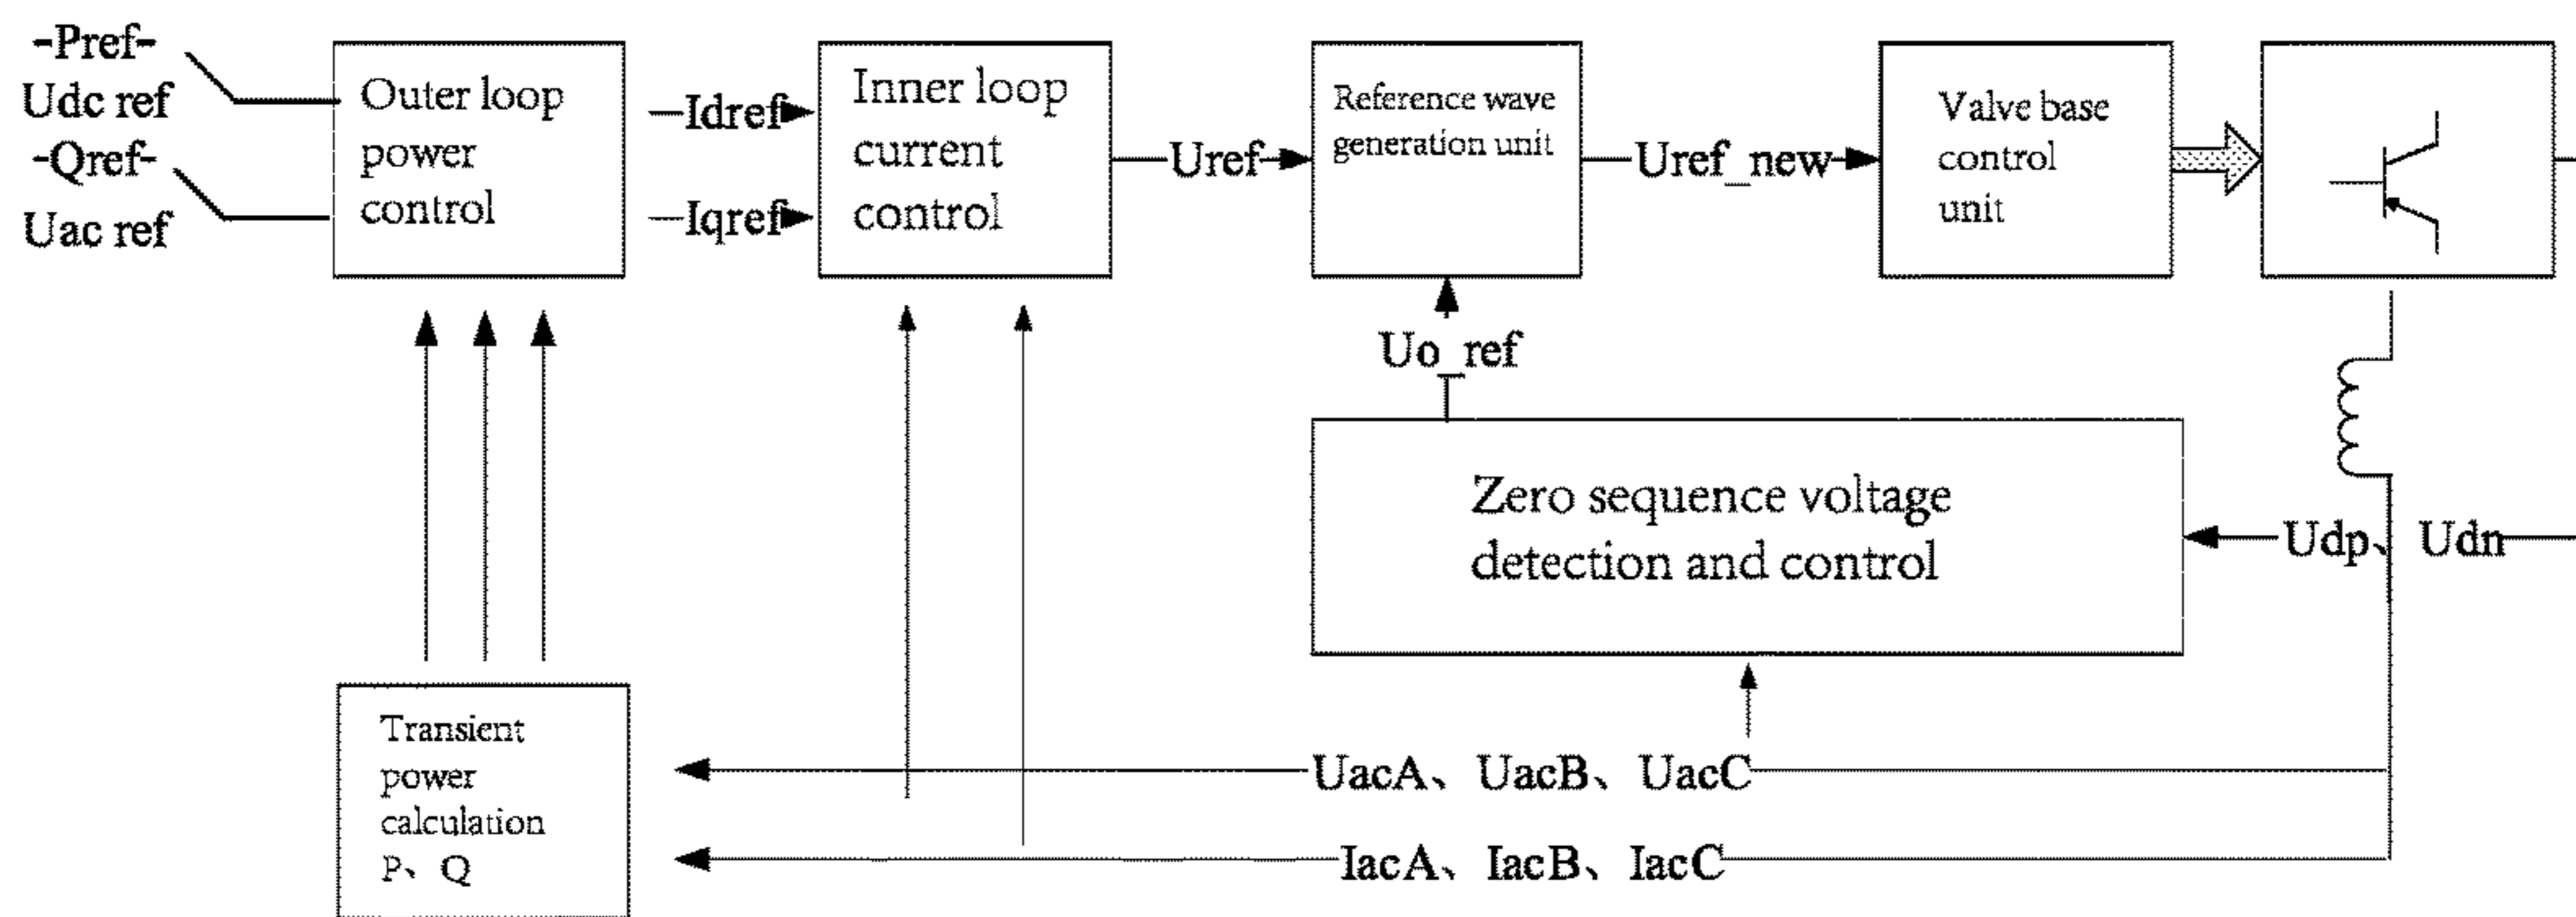 -Pref-
Udc ref
-Qref-
Uac ref
Outer loop
power
control
Idref
Iqref
Inner loop
current
control
Uref
Reference wave
generation unit
Uref_new
Valve base
control
unit
Uo_ref
Zero sequence voltage
detection and control
Udp、 Udn
Transient
power
calculation
P、Q
UacA、UacB、UacC
IacA、IacB、IacC